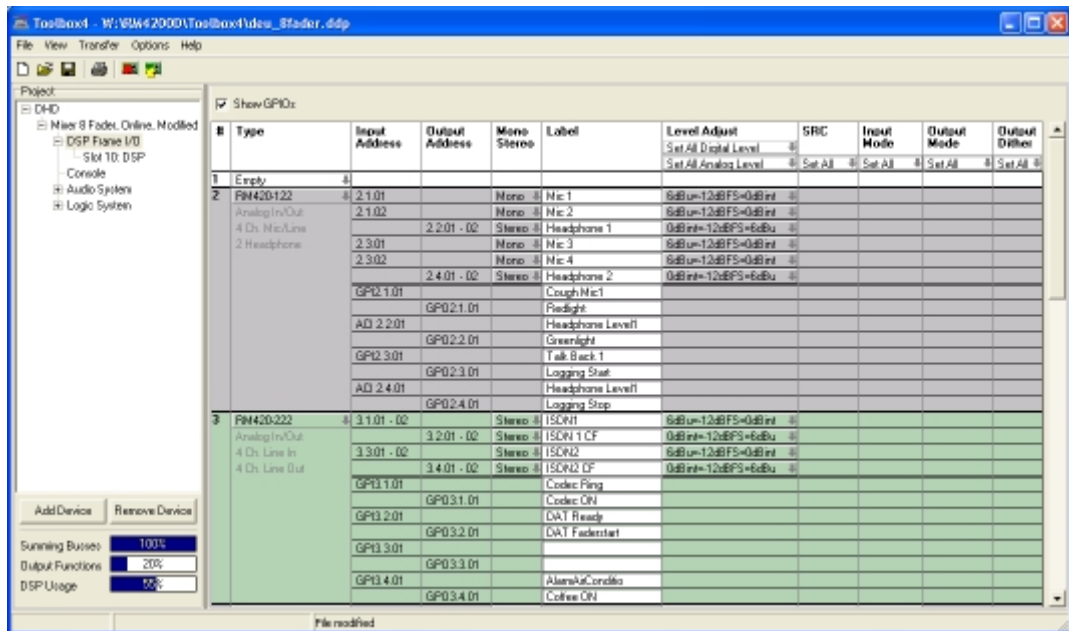 Toolbox4 - W:\RM4200D\Toolbox4\deu_8fader.ddp
File View Transfer Options Help
Project
DHD
Mixer 8 Fader, Online, Modified
DSP Frame I/O
Slot 10: DSP
Console
Audio System
Logic System
Add Device Remove Device
Summing Busses 100%
Output Functions 20%
DSP Usage 55%
Show GPIOs
# Type Input Address Output Address Mono Stereo Label Level Adjust SRC Input Mode Output Mode Output Dither
Set All Digital Level
Set All Analog Level Set All Set All Set All Set All
1 Empty
2 RM420-122 2.1.01 Mono Mic 1 6dBu=-12dBFS=0dBint
Analog In/Out 2.1.02 Mono Mic 2 6dBu=-12dBFS=0dBint
4 Ch. Mic/Line 2.2.01 - 02 Stereo Headphone 1 0dBint=-12dBFS=6dBu
2 Headphone 2.3.01 Mono Mic 3 6dBu=-12dBFS=0dBint
2.3.02 Mono Mic 4 6dBu=-12dBFS=0dBint
2.4.01 - 02 Stereo Headphone 2 0dBint=-12dBFS=6dBu
GPI2.1.01 Cough Mic1
GPO2.1.01 Redlight
ACI 2.2.01 Headphone Level1
GPO2.2.01 Greenlight
GPI2.3.01 Talk Back 1
GPO2.3.01 Logging Start
ACI 2.4.01 Headphone Level1
GPO2.4.01 Logging Stop
3 RM420-222 3.1.01 - 02 Stereo ISDN1 6dBu=-12dBFS=0dBint
Analog In/Out 3.2.01 - 02 Stereo ISDN 1 CF 0dBint=-12dBFS=6dBu
4 Ch. Line In 3.3.01 - 02 Stereo ISDN2 6dBu=-12dBFS=0dBint
4 Ch. Line Out 3.4.01 - 02 Stereo ISDN2 CF 0dBint=-12dBFS=6dBu
GPI3.1.01 Codec Ring
GPO3.1.01 Codec ON
GPI3.2.01 DAT Ready
GPO3.2.01 DAT Faderstart
GPI3.3.01
GPO3.3.01
GPI3.4.01 AlarmAirConditio
GPO3.4.01 Coffee ON
File modified